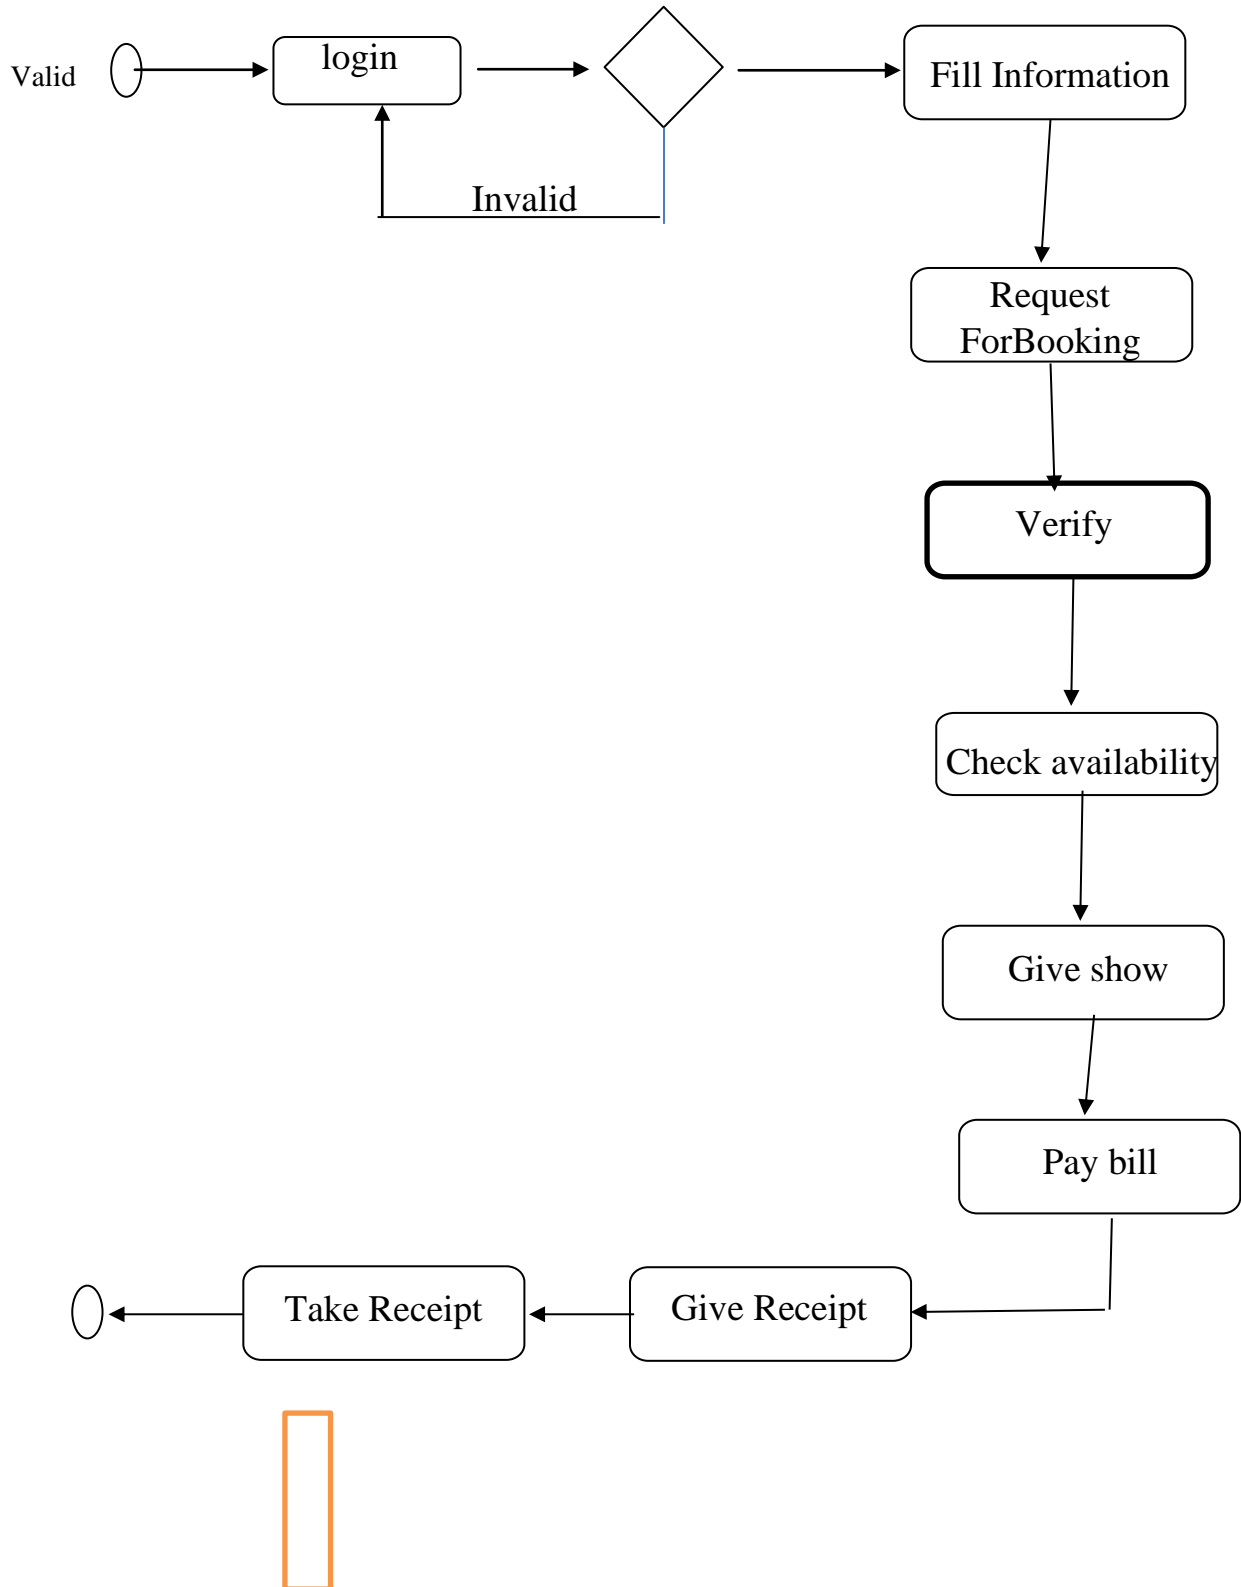 Valid
login
Fill Information
Invalid
Request
ForBooking
Verify
Check availability
Give show
Pay bill
Take Receipt
Give Receipt